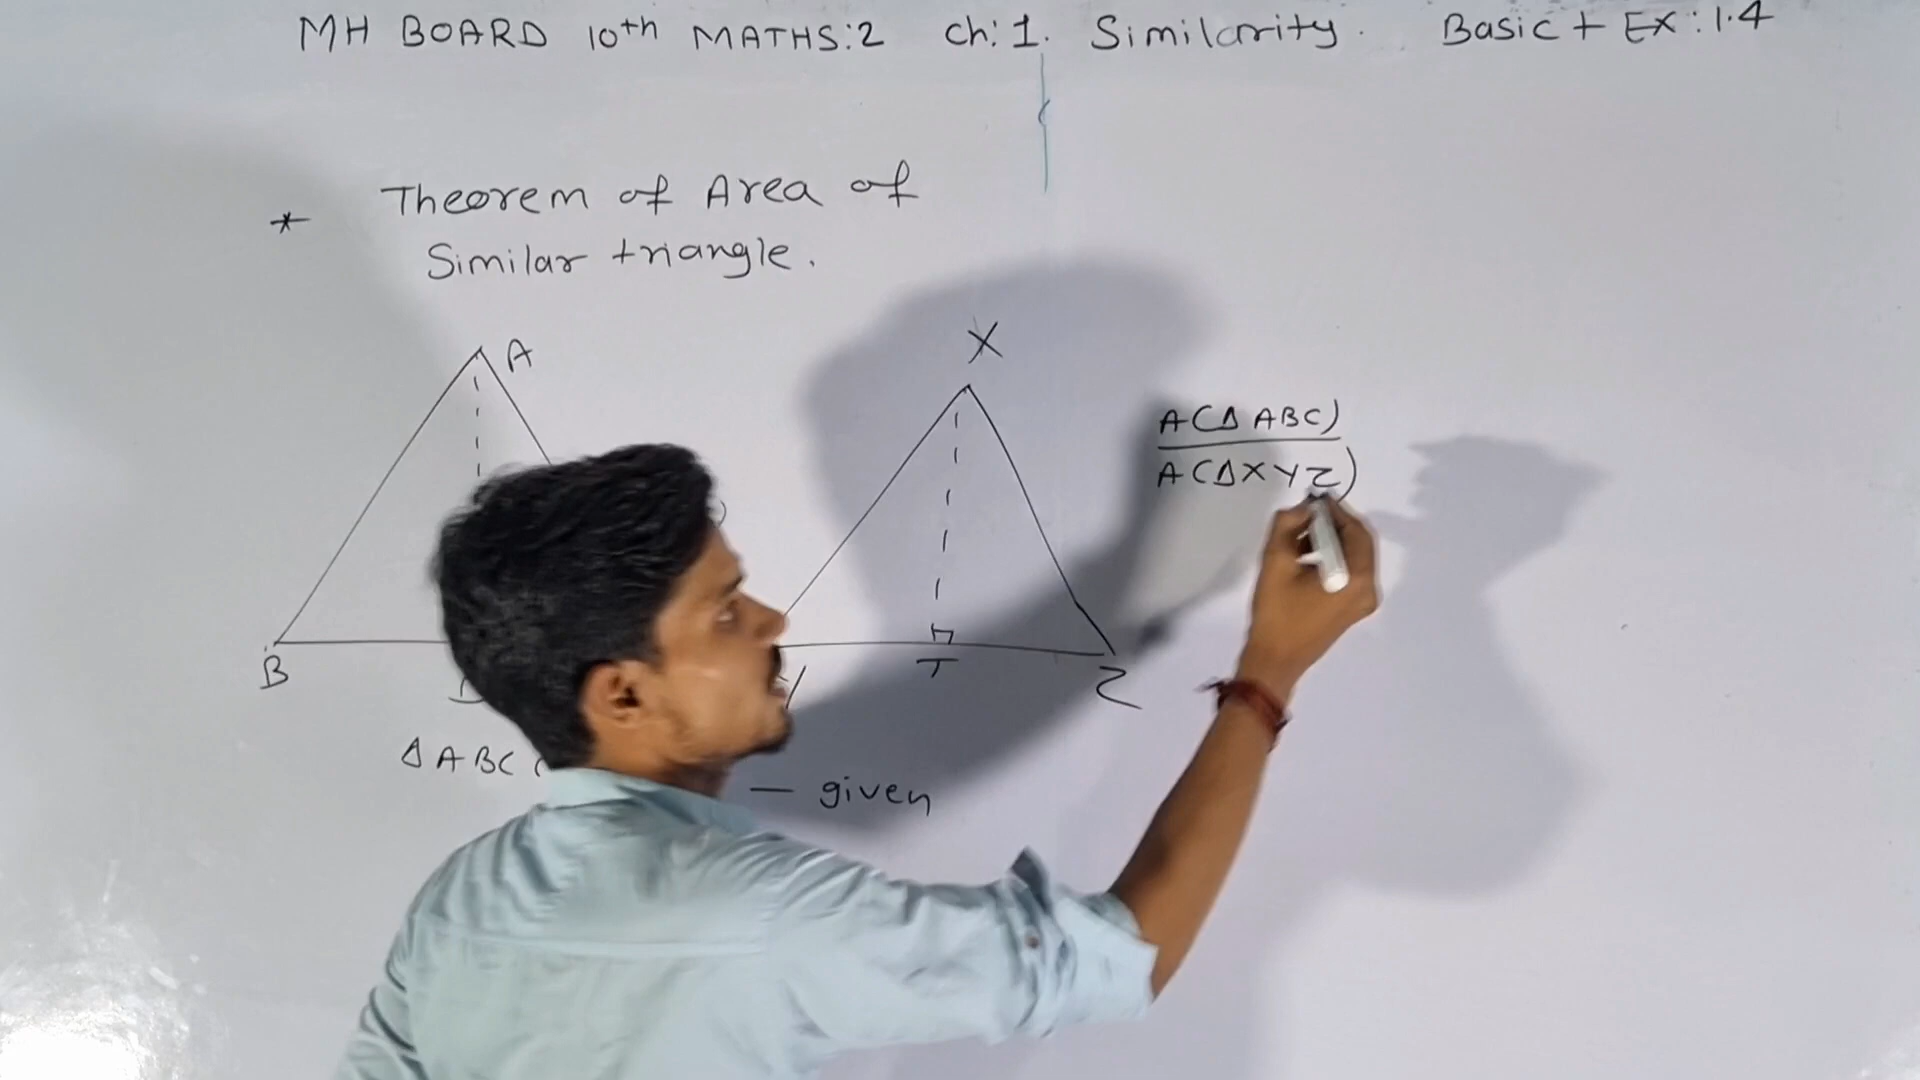 MH BOARD 10th MATHS:2 Ch:1. Similarity. Basic + Ex:1.4
* Theorem of Area of
Similar triangle.
A
X
A(Δ ABC)
A(Δ XYZ)
B
T
Z
Δ ABC
— given